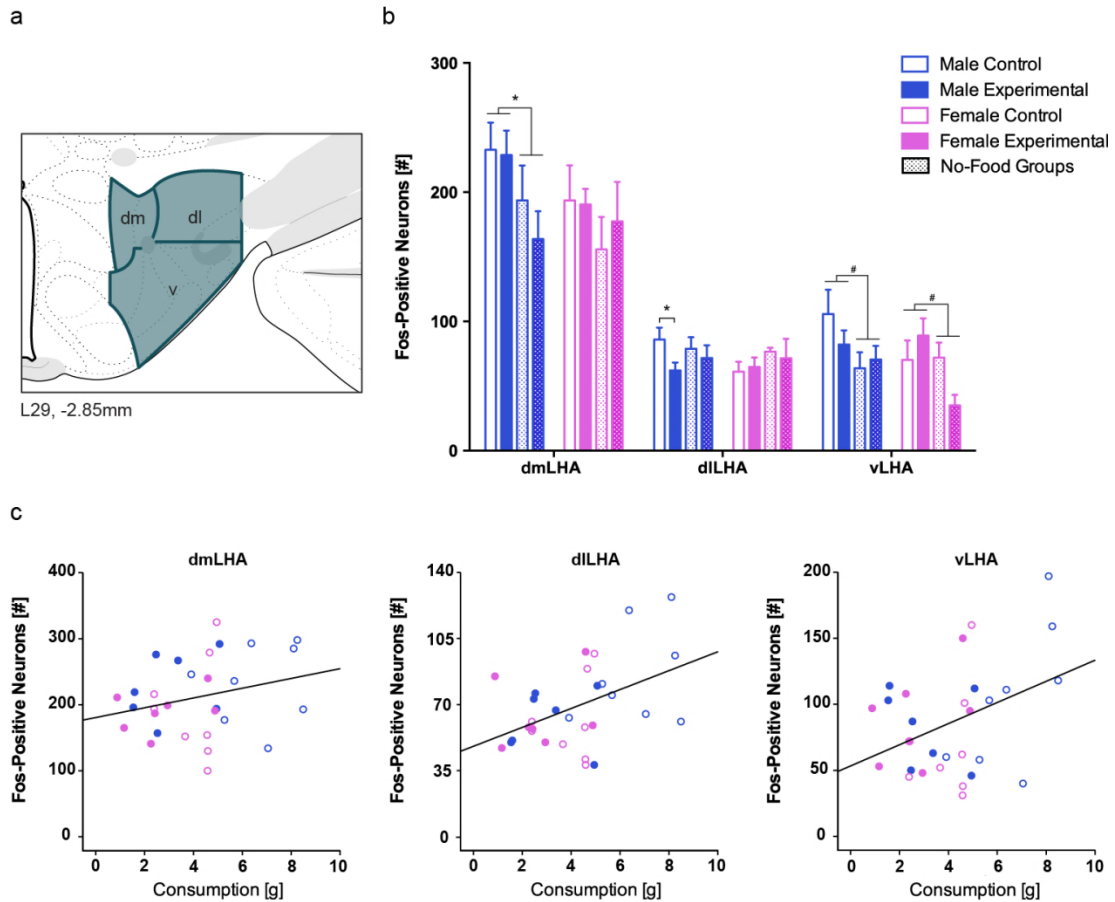 a
dm
dl
v
L29, -2.85mm
b
Fos-Positive Neurons [#]
300
200
100
0
*
*
#
#
dmLHA
dlLHA
vLHA
Male Control
Male Experimental
Female Control
Female Experimental
No-Food Groups
c
dmLHA
Fos-Positive Neurons [#]
400
300
200
100
0
0 2 4 6 8 10
Consumption [g]
dlLHA
Fos-Positive Neurons [#]
140
105
70
35
0
0 2 4 6 8 10
Consumption [g]
vLHA
Fos-Positive Neurons [#]
200
150
100
50
0
0 2 4 6 8 10
Consumption [g]